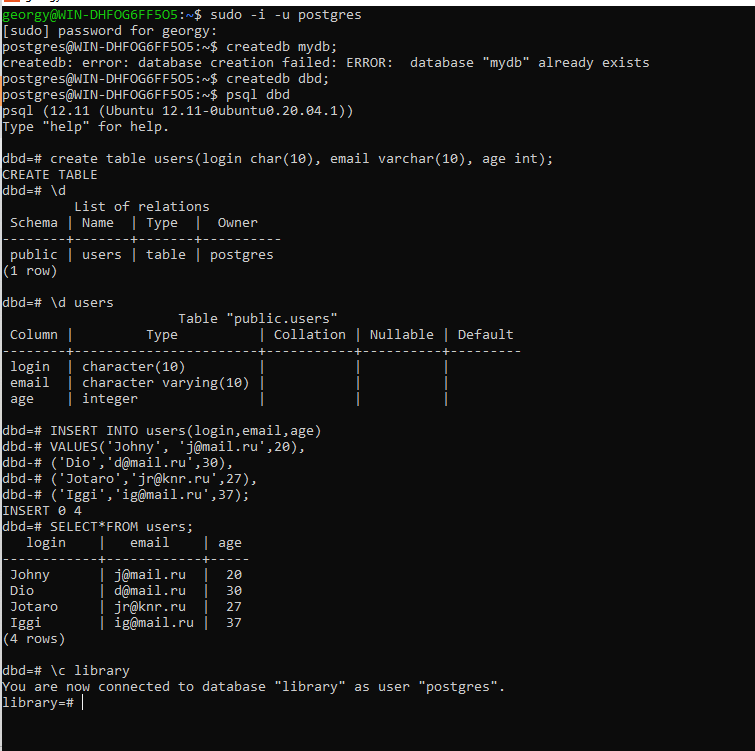 georgy@WIN-DHFOG6FF5O5:~$ sudo -i -u postgres
[sudo] password for georgy:
postgres@WIN-DHFOG6FF5O5:~$ createdb mydb;
createdb: error: database creation failed: ERROR:  database "mydb" already exists
postgres@WIN-DHFOG6FF5O5:~$ createdb dbd;
postgres@WIN-DHFOG6FF5O5:~$ psql dbd
psql (12.11 (Ubuntu 12.11-0ubuntu0.20.04.1))
Type "help" for help.
dbd=# create table users(login char(10), email varchar(10), age int);
CREATE TABLE
dbd=# \d
         List of relations
 Schema | Name  | Type  |  Owner
--------+-------+-------+----------
 public | users | table | postgres
(1 row)
dbd=# \d users
                      Table "public.users"
 Column |         Type          | Collation | Nullable | Default
--------+-----------------------+-----------+----------+---------
 login  | character(10)         |           |          |
 email  | character varying(10) |           |          |
 age    | integer               |           |          |
dbd=# INSERT INTO users(login,email,age)
dbd-# VALUES('Johny', 'j@mail.ru',20),
dbd-# ('Dio','d@mail.ru',30),
dbd-# ('Jotaro','jr@knr.ru',27),
dbd-# ('Iggi','ig@mail.ru',37);
INSERT 0 4
dbd=# SELECT*FROM users;
   login    |   email    | age
------------+------------+-----
 Johny      | j@mail.ru  |  20
 Dio        | d@mail.ru  |  30
 Jotaro     | jr@knr.ru  |  27
 Iggi       | ig@mail.ru |  37
(4 rows)
dbd=# \c library
You are now connected to database "library" as user "postgres".
library=#